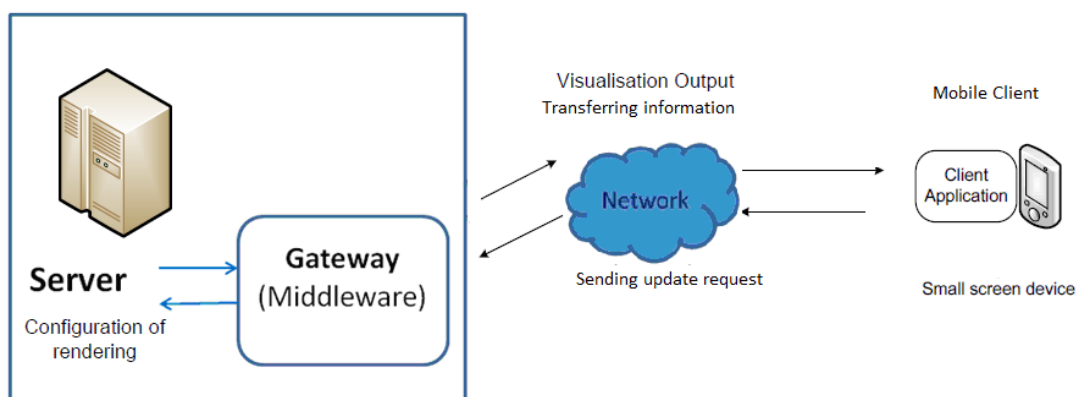 Server
Configuration of
rendering
Gateway
(Middleware)
Visualisation Output
Transferring information
Network
Sending update request
Mobile Client
Client
Application
Small screen device